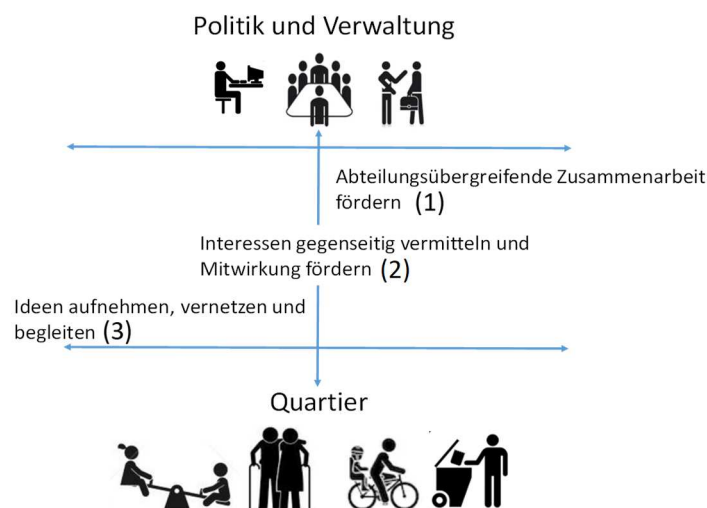 Politik und Verwaltung
Abteilungsübergreifende Zusammenarbeit
fördern (1)
Interessen gegenseitig vermitteln und
Mitwirkung fördern (2)
Ideen aufnehmen, vernetzen und
begleiten (3)
Quartier